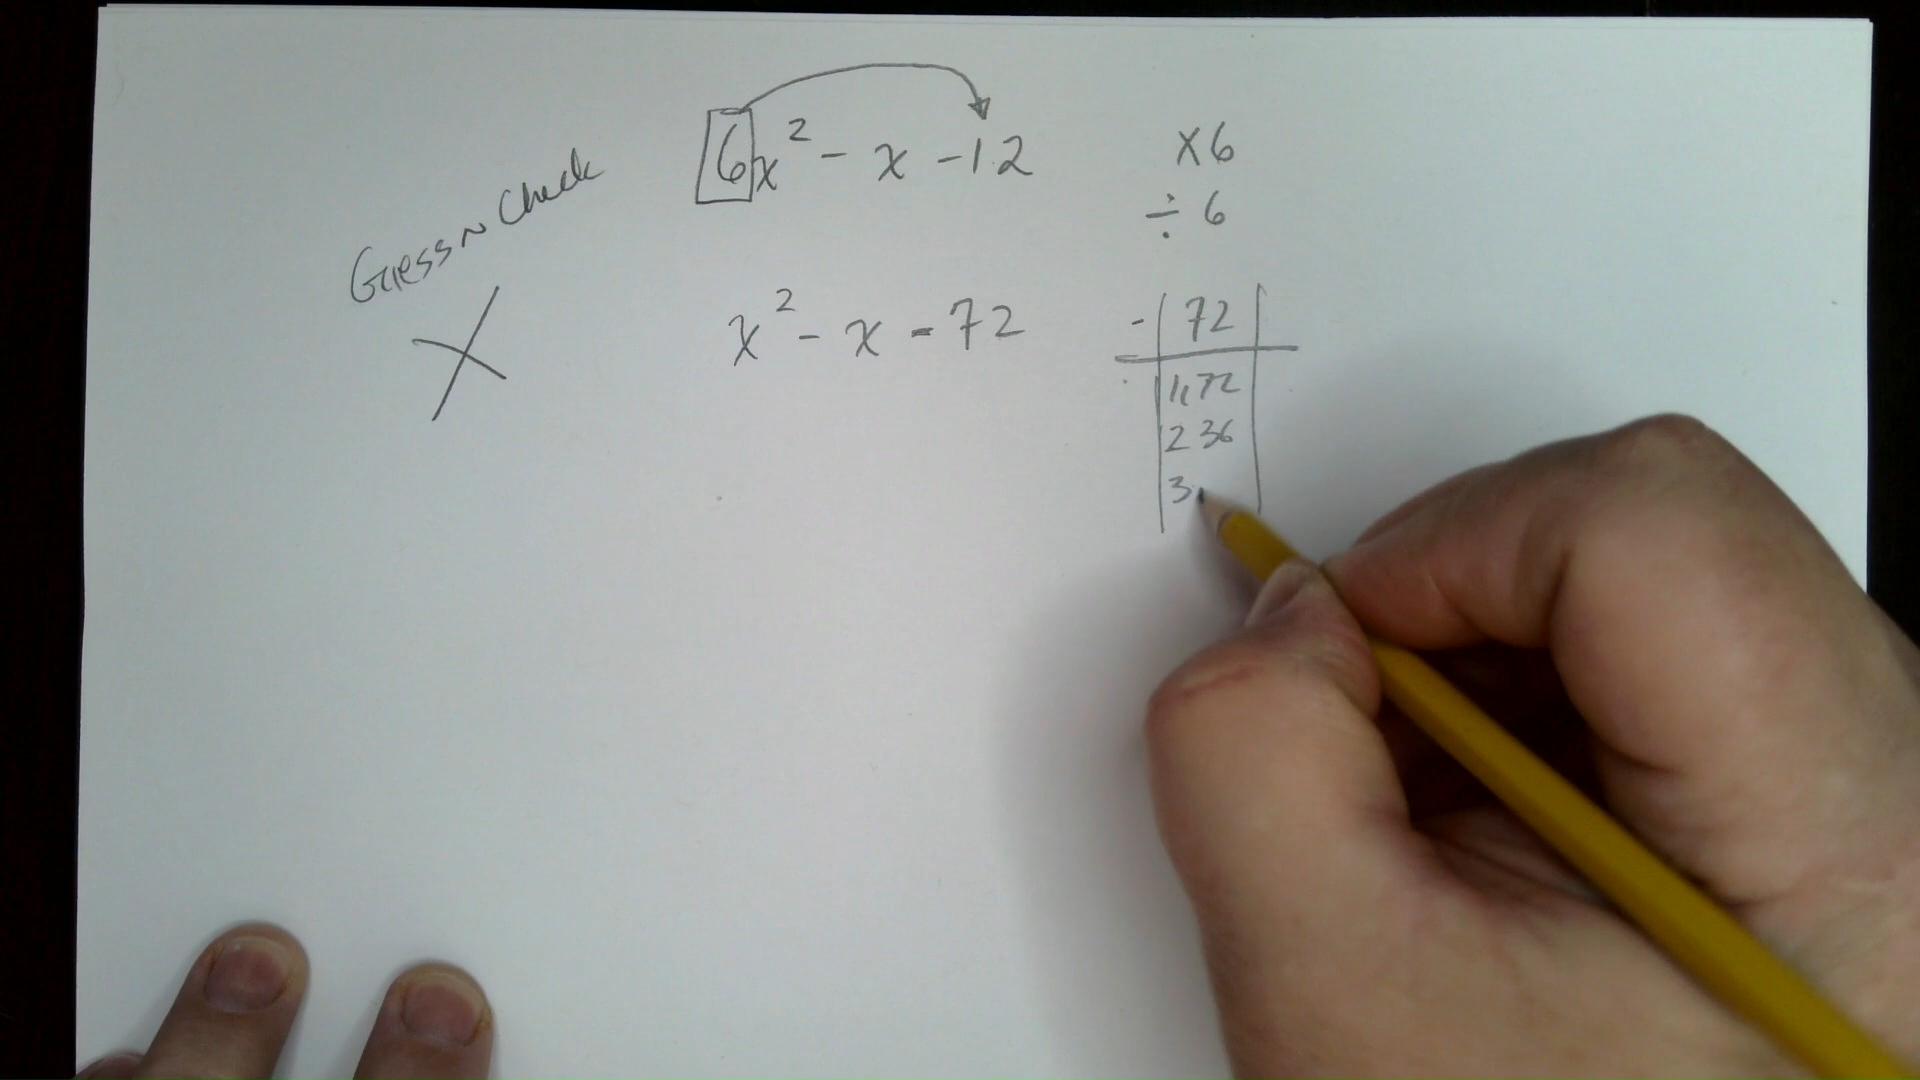 Guess n Check
6x² - x - 12
x6
÷ 6
x² - x - 72
- 72
1, 72
2 36
3